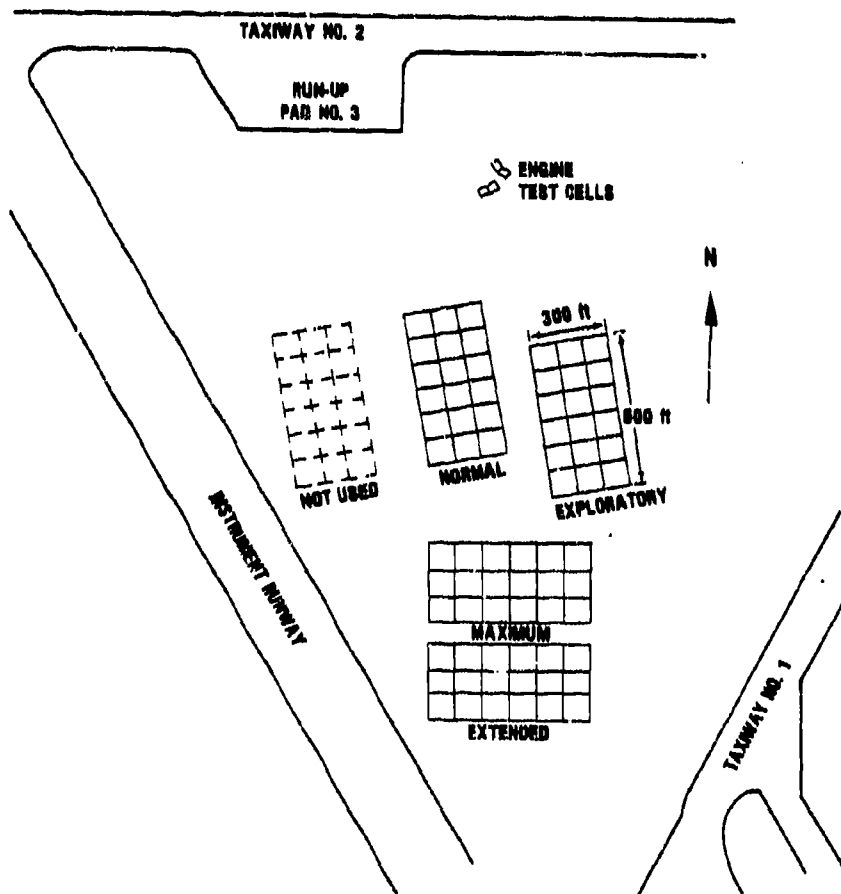 TAXIWAY NO. 2
RUN-UP
PAD NO. 3
ENGINE
TEST CELLS
N
300 ft
600 ft
NORMAL
NOT USED
EXPLORATORY
INSTRUMENT RUNWAY
MAXIMUM
EXTENDED
TAXIWAY NO. 1